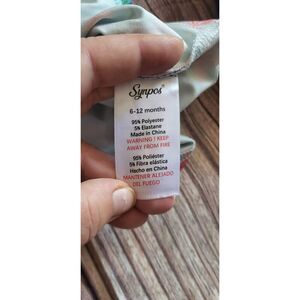 Synpos
6-12 months
95% Polyester
5% Elastane
Made in China
WARNING ! KEEP
AWAY FROM FIRE
95% Poliéster
5% Fibra elástica
Hecho en China
MANTENER ALEJADO
DEL FUEGO